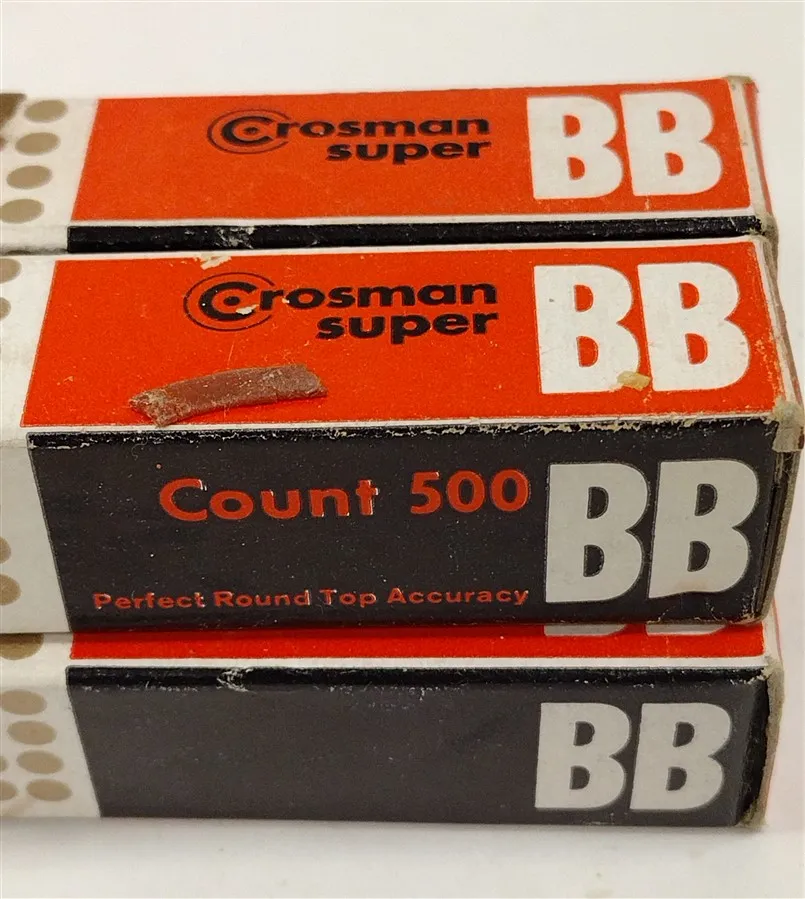 Crosman
super
BB
Crosman
super
BB
Count 500
BB
Perfect Round Top Accuracy
BB